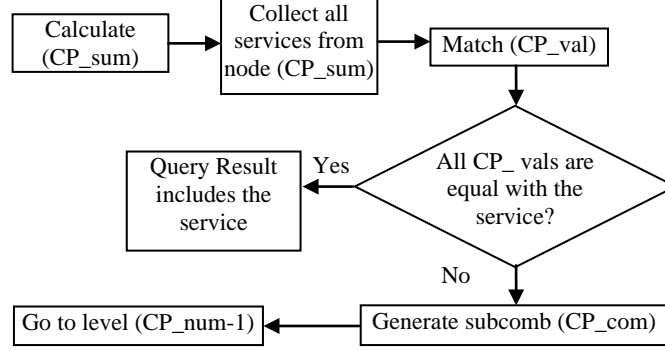 Calculate
(CP_sum)
Collect all
services from
node (CP_sum)
Match (CP_val)
All CP_ vals are
equal with the
service?
Yes
Query Result
includes the
service
No
Generate subcomb (CP_com)
Go to level (CP_num-1)